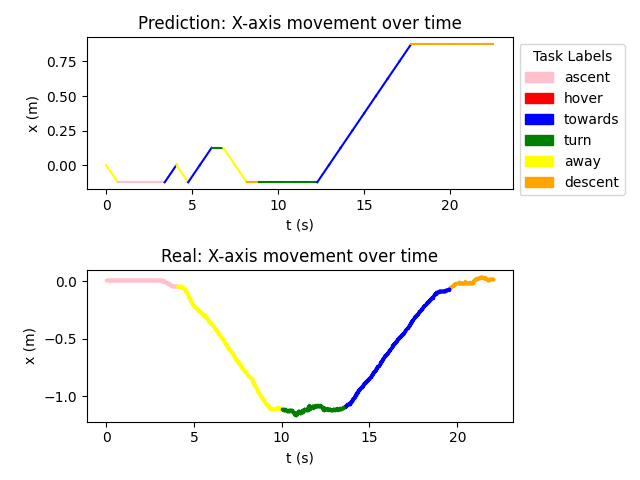 Prediction: X-axis movement over time
0.75
0.50
0.25
0.00
x (m)
0 5 10 15 20
t (s)
Task Labels
ascent
hover
towards
turn
away
descent
Real: X-axis movement over time
0.0
−0.5
−1.0
x (m)
0 5 10 15 20
t (s)